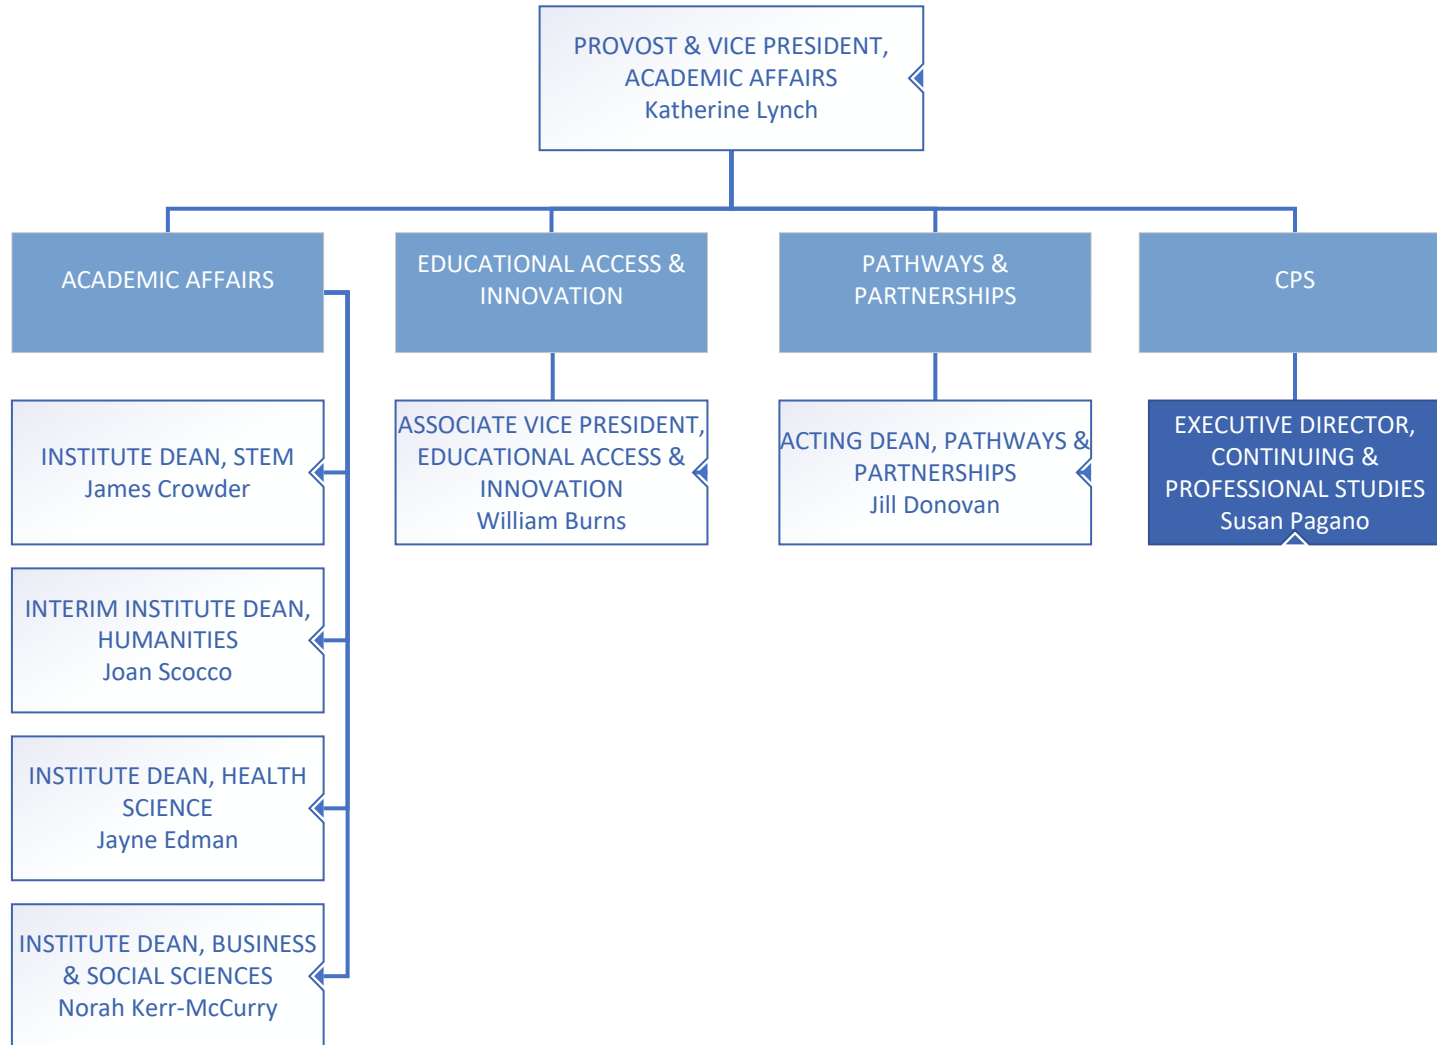 PROVOST & VICE PRESIDENT,
ACADEMIC AFFAIRS
Katherine Lynch
ACADEMIC AFFAIRS
EDUCATIONAL ACCESS &
INNOVATION
PATHWAYS &
PARTNERSHIPS
CPS
INSTITUTE DEAN, STEM
James Crowder
INTERIM INSTITUTE DEAN,
HUMANITIES
Joan Scocco
INSTITUTE DEAN, HEALTH
SCIENCE
Jayne Edman
INSTITUTE DEAN, BUSINESS
& SOCIAL SCIENCES
Norah Kerr-McCurry
ASSOCIATE VICE PRESIDENT,
EDUCATIONAL ACCESS &
INNOVATION
William Burns
ACTING DEAN, PATHWAYS &
PARTNERSHIPS
Jill Donovan
EXECUTIVE DIRECTOR,
CONTINUING &
PROFESSIONAL STUDIES
Susan Pagano